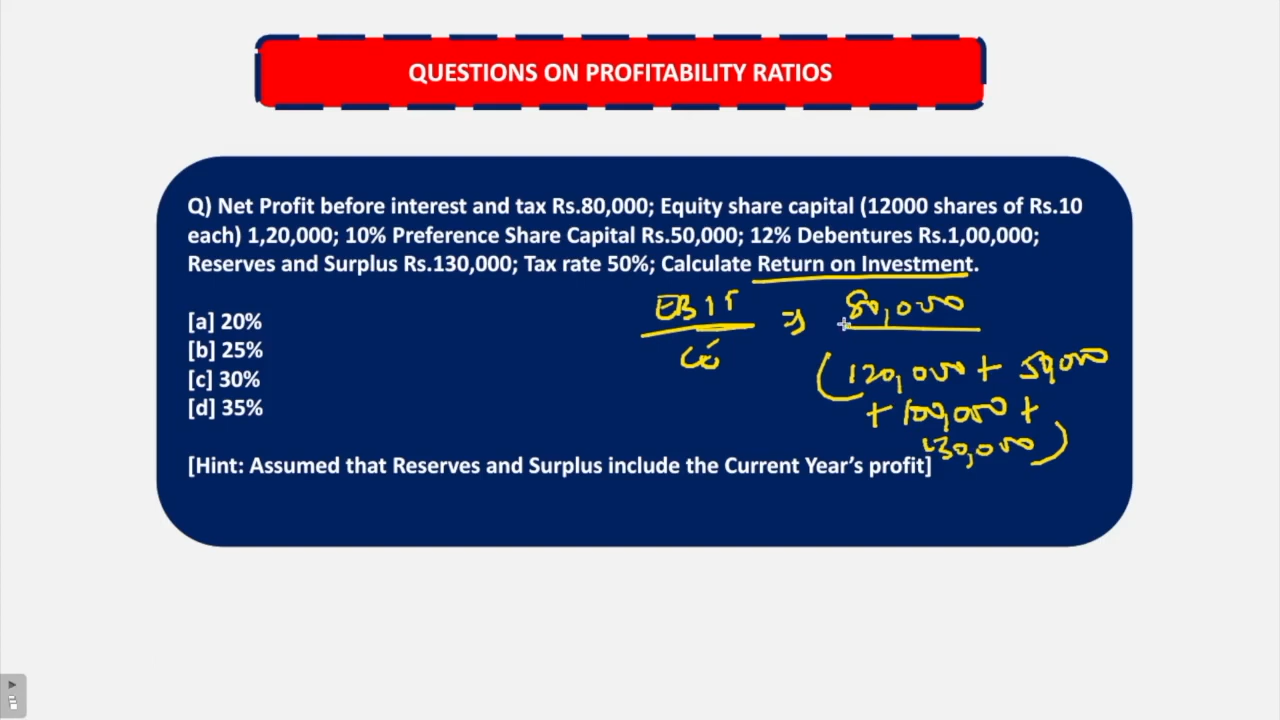 QUESTIONS ON PROFITABILITY RATIOS
Q) Net Profit before interest and tax Rs.80,000; Equity share capital (12000 shares of Rs.10
each) 1,20,000; 10% Preference Share Capital Rs.50,000; 12% Debentures Rs.1,00,000;
Reserves and Surplus Rs.130,000; Tax rate 50%; Calculate Return on Investment.
EBIT ⇒ 80,000
CE
[a] 20%
[b] 25%
[c] 30%
[d] 35%
(120,000 + 50,000
+ 100,000 +
130,000)
[Hint: Assumed that Reserves and Surplus include the Current Year's profit]